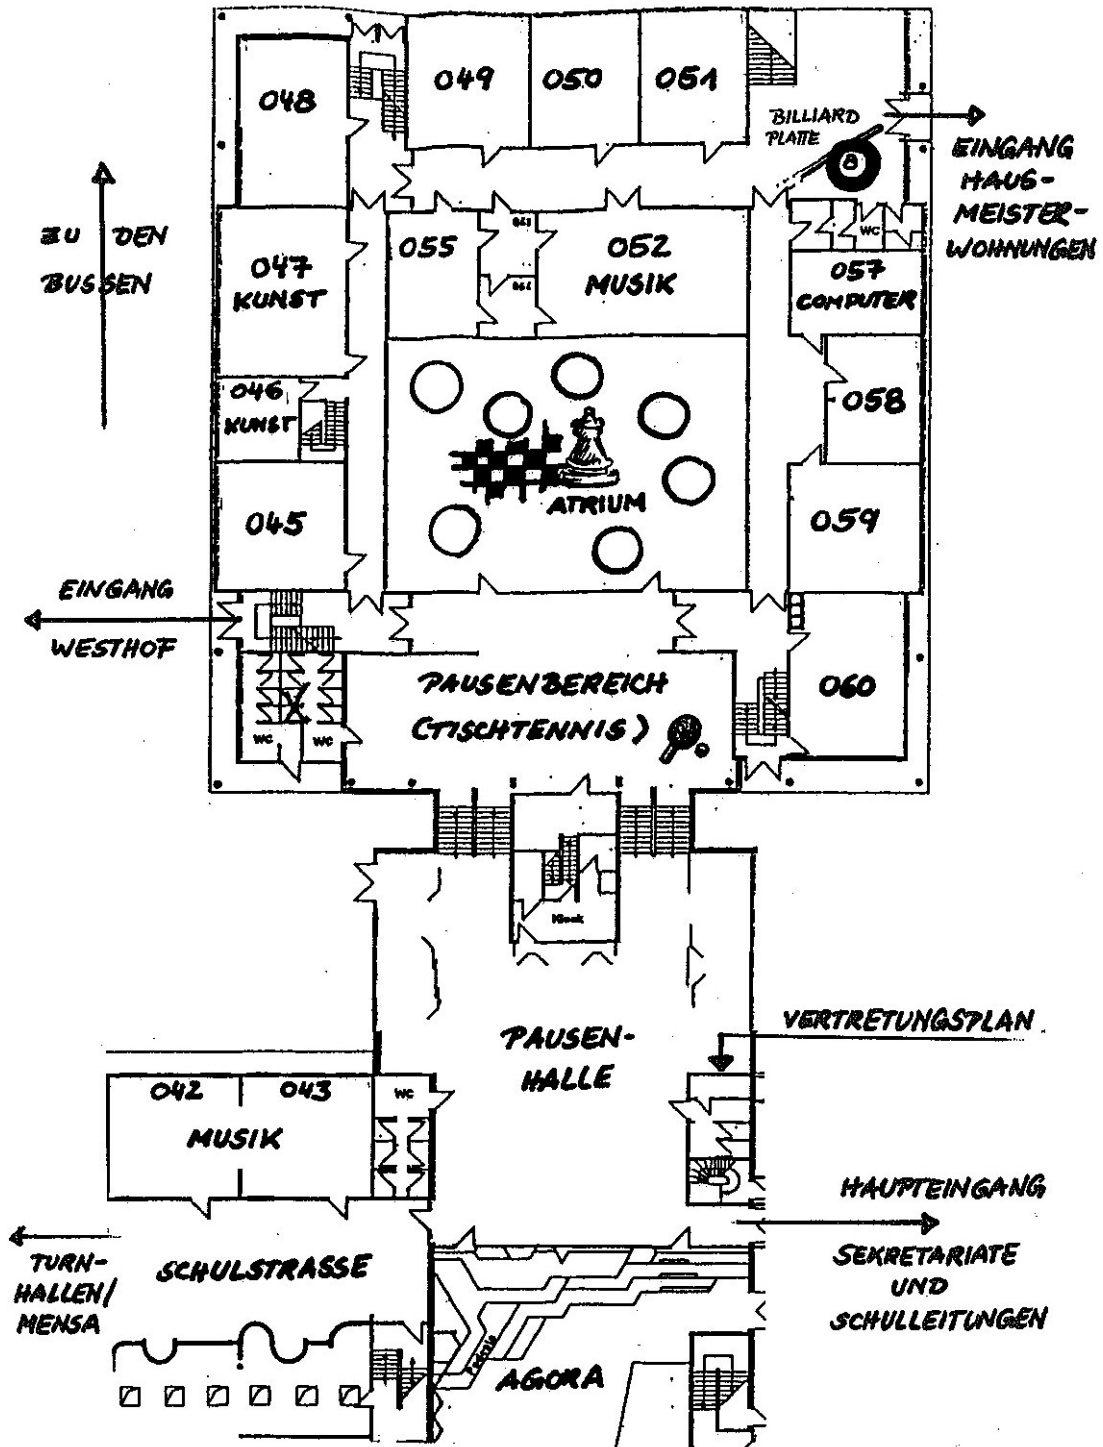 048
049
050
051
BILLIARD
PLATTE
8
EINGANG
HAUS-
MEISTER-
WOHNUNGEN
ZU DEN
BUSSEN
047
KUNST
055
052
MUSIK
WC
057
COMPUTER
046
KUNST
058
ATRIUM
045
059
EINGANG
WESTHOF
PAUSENBEREICH
(TISCHTENNIS)
060
WC
WC
Kiosk
PAUSEN-
HALLE
VERTRETUNGSPLAN
042
043
MUSIK
WC
HAUPTEINGANG
SEKRETARIATE
UND
SCHULLEITUNGEN
TURN-
HALLEN/
MENSA
SCHULSTRASSE
AGORA